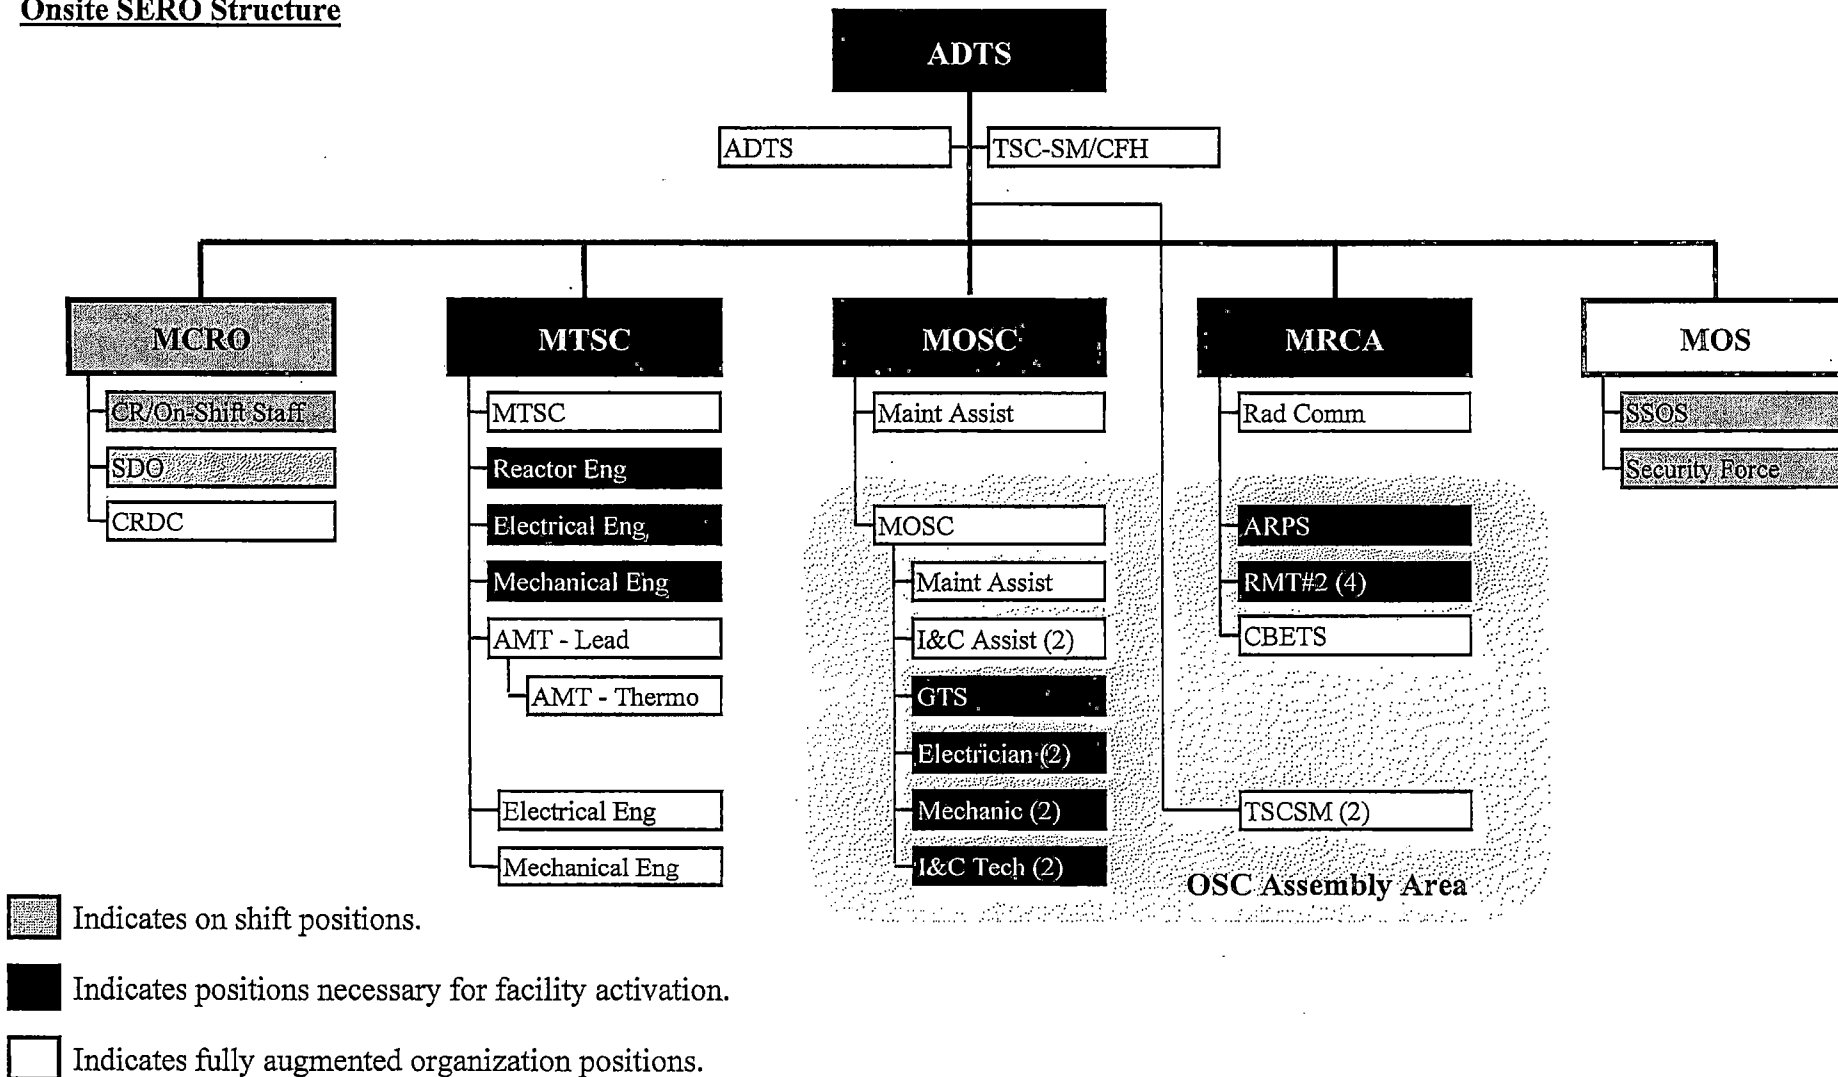 Onsite SERO Structure
ADTS
ADTS
TSC-SM/CFH
MCRO
CR/On-Shift Staff
SDO
CRDC
MTSC
MTSC
Reactor Eng
Electrical Eng
Mechanical Eng
AMT - Lead
AMT - Thermo
Electrical Eng
Mechanical Eng
MOSC
Maint Assist
MOSC
Maint Assist
I&C Assist (2)
GTS
Electrician (2)
Mechanic (2)
I&C Tech (2)
MRCA
Rad Comm
ARPS
RMT#2 (4)
CBETS
TSCSM (2)
OSC Assembly Area
MOS
SSOS
Security Force
Indicates on shift positions.
Indicates positions necessary for facility activation.
Indicates fully augmented organization positions.